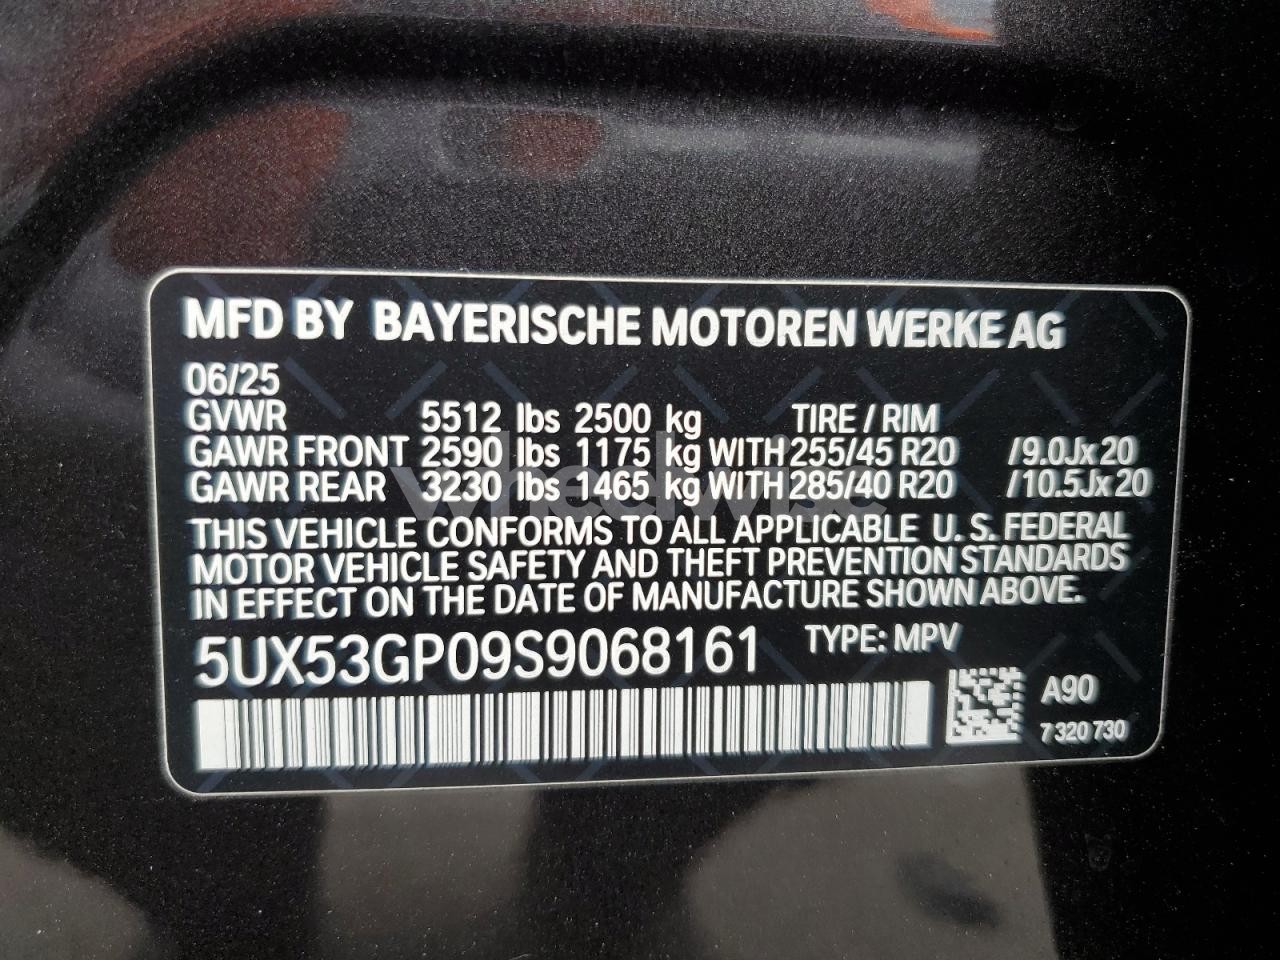 MFD BY BAYERISCHE MOTOREN WERKE AG
06/25
GVWR 5512 lbs 2500 kg TIRE / RIM
GAWR FRONT 2590 lbs 1175 kg WITH 255/45 R20 /9.0Jx20
GAWR REAR 3230 lbs 1465 kg WITH 285/40 R20 /10.5Jx20
wheelwise
THIS VEHICLE CONFORMS TO ALL APPLICABLE U.S. FEDERAL
MOTOR VEHICLE SAFETY AND THEFT PREVENTION STANDARDS
IN EFFECT ON THE DATE OF MANUFACTURE SHOWN ABOVE.
5UX53GP09S9068161 TYPE: MPV
A90
7 320 730